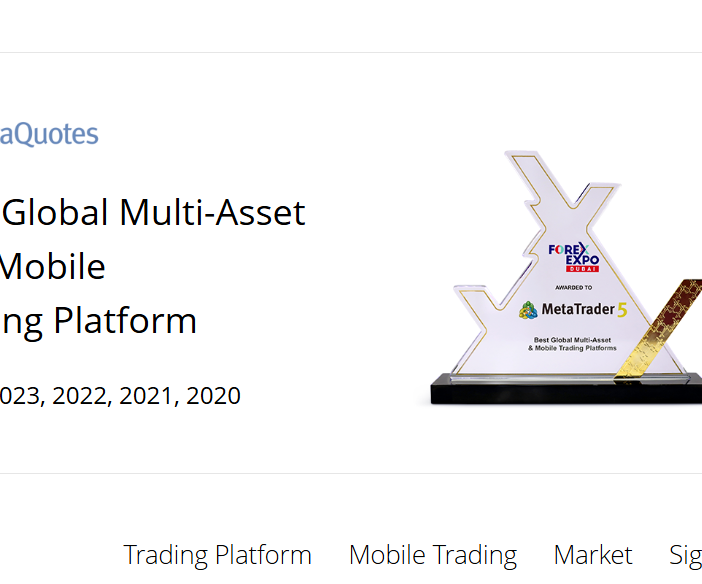 aQuotes
Global Multi-Asset
Mobile
ng Platform
023, 2022, 2021, 2020
FOREX
EXPO
DUBAI
AWARDED TO
MetaTrader 5
Best Global Multi-Asset
& Mobile Trading Platforms
Trading Platform Mobile Trading Market Sig